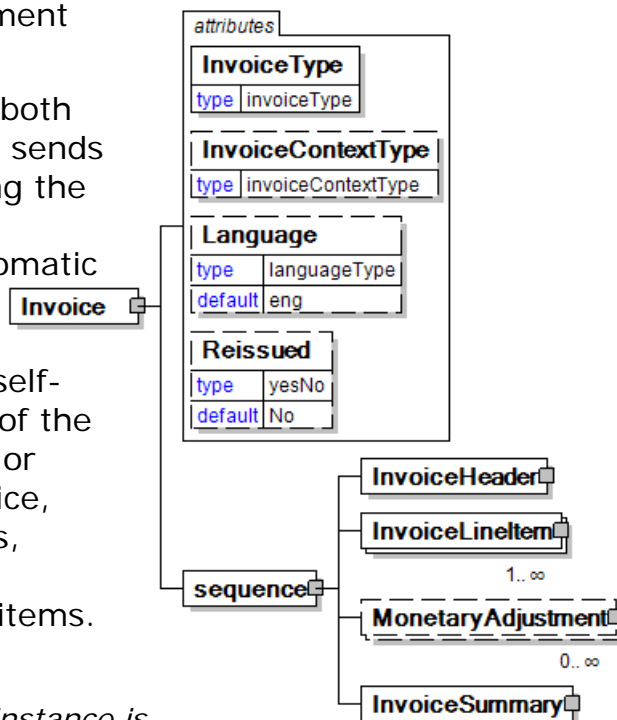 ment
both
sends
g the
omatic
self-
of the
or
ice,
s,
items.
instance is
attributes
InvoiceType
type invoiceType
InvoiceContextType
type invoiceContextType
Language
type languageType
default eng
Reissued
type yesNo
default No
Invoice
sequence
InvoiceHeader
InvoiceLineItem
1.. ∞
MonetaryAdjustment
0.. ∞
InvoiceSummary